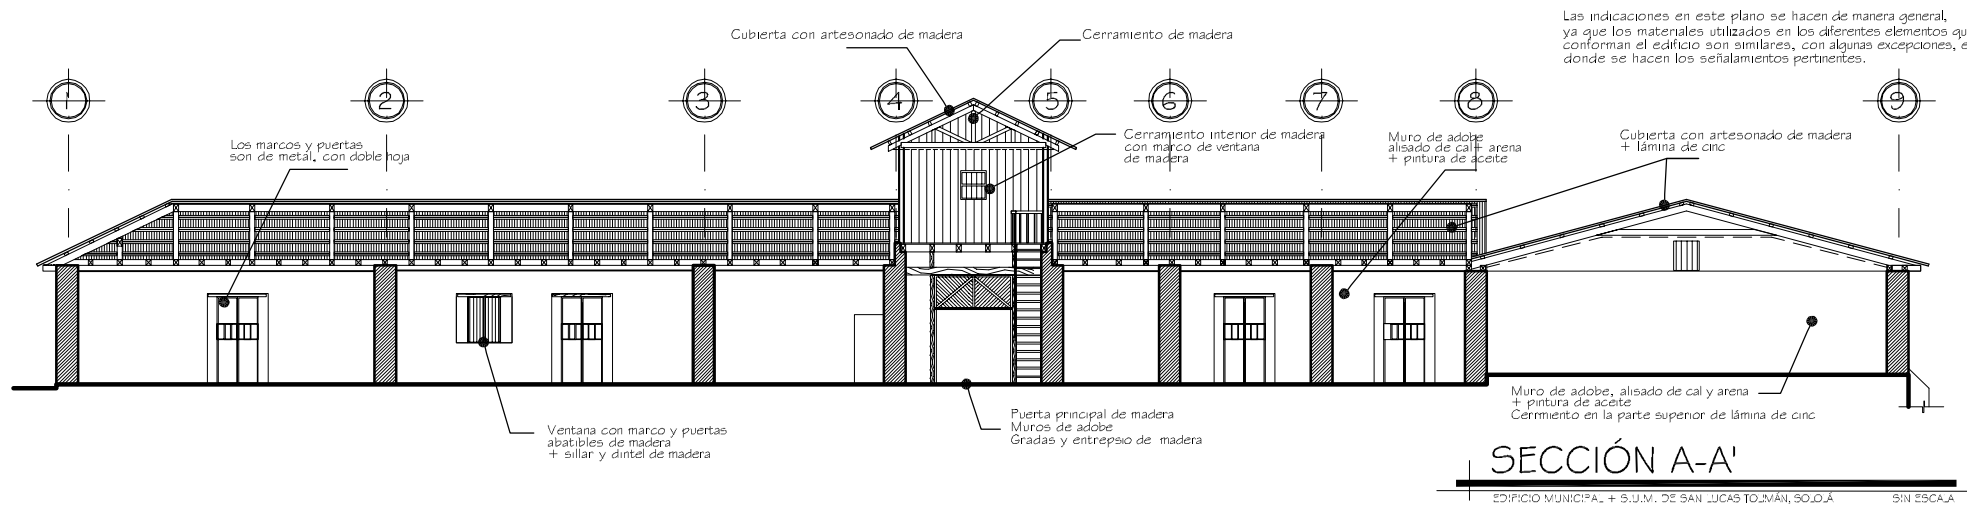 Las indicaciones en este plano se hacen de manera general,
ya que los materiales utilizados en los diferentes elementos qu
conforman el edificio son similares, con algunas excepciones, e
donde se hacen los señalamientos pertinentes.
Cubierta con artesonado de madera
Cerramiento de madera
1
2
3
4
5
6
7
8
9
Los marcos y puertas
son de metal, con doble hoja
Cerramiento interior de madera
con marco de ventana
de madera
Muro de adobe
alisado de cal + arena
+ pintura de aceite
Cubierta con artesonado de madera
+ lámina de cinc
Ventana con marco y puertas
abatibles de madera
+ sillar y dintel de madera
Puerta principal de madera
Muros de adobe
Gradas y entrepsio de madera
Muro de adobe, alisado de cal y arena
+ pintura de aceite
Cermiento en la parte superior de lámina de cinc
SECCIÓN A-A'
EDIFICIO MUNICIPAL + S.U.M. DE SAN LUCAS TOLIMÁN, SOLOLÁ
SIN ESCALA